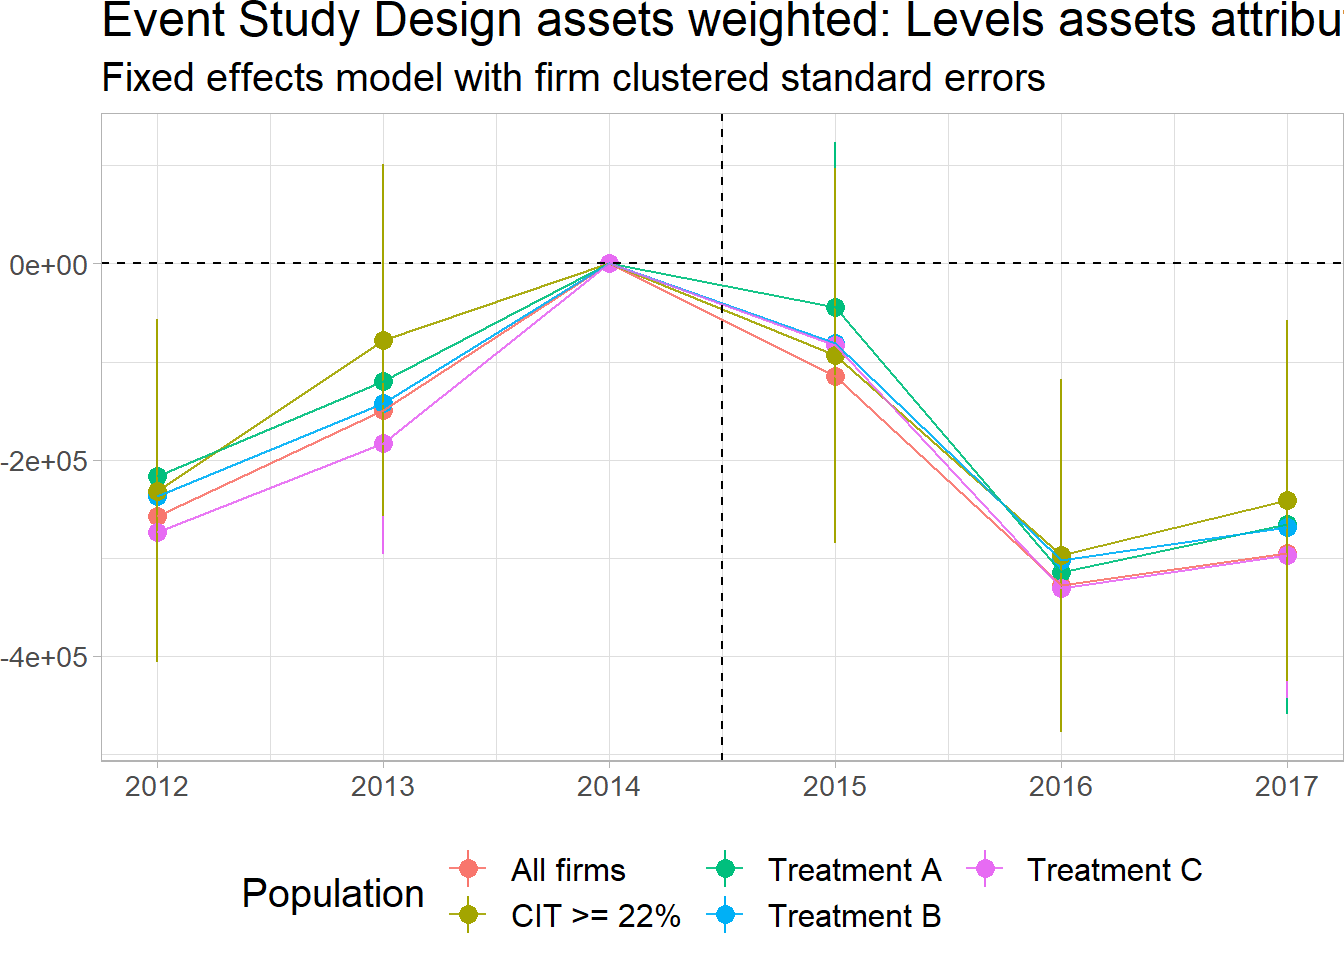 Event Study Design assets weighted: Levels assets attribu
Fixed effects model with firm clustered standard errors
0e+00
-2e+05
-4e+05
2012 2013 2014 2015 2016 2017
Population
All firms
CIT >= 22%
Treatment A
Treatment B
Treatment C